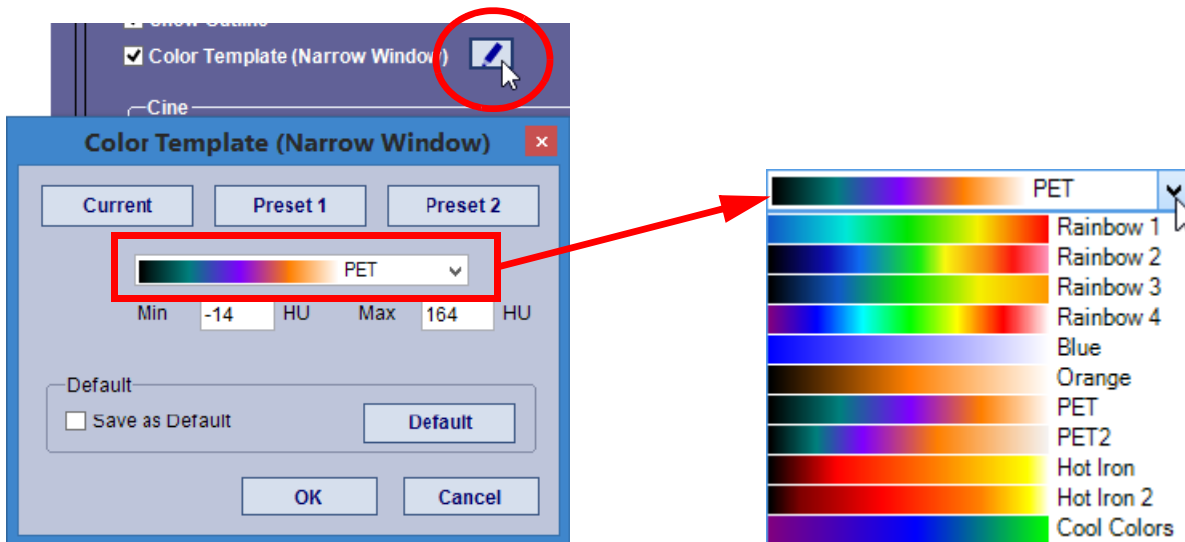 Show Outline
Color Template (Narrow Window)
Cine
Color Template (Narrow Window)
Current Preset 1 Preset 2
PET
Min -14 HU Max 164 HU
Default
Save as Default Default
OK Cancel
PET
Rainbow 1
Rainbow 2
Rainbow 3
Rainbow 4
Blue
Orange
PET
PET2
Hot Iron
Hot Iron 2
Cool Colors